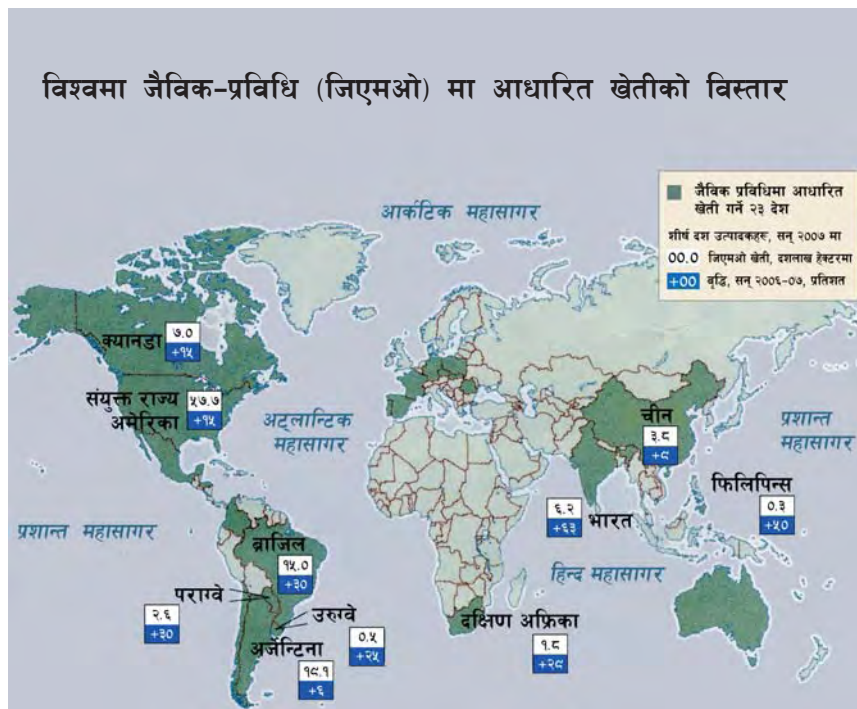 विश्वमा जैविक-प्रविधि (जिएमओ) मा आधारित खेतीको विस्तार
जैविक प्रविधिमा आधारित
खेती गर्ने २३ देश
शीर्ष दश उत्पादकहरु, सन् २००७ मा
00.0 जिएमओ खेती, दशलाख हेक्टरमा
+00 बृद्धि, सन् २००६-०७, प्रतिशत
आर्कटिक महासागर
क्यानडा
७.०
+१५
संयुक्त राज्य
अमेरिका
५७.७
+१५
अट्लान्टिक
महासागर
चीन
३.८
+९
प्रशान्त
महासागर
फिलिपिन्स
०.३
+५०
६.२
+६३
भारत
प्रशान्त महासागर
ब्राजिल
१५.०
+३०
हिन्द महासागर
पराग्वे
२.६
+३०
उरुग्वे
०.५
+२५
अर्जेन्टिना
१९.१
+६
दक्षिण अफ्रिका
१.८
+२९